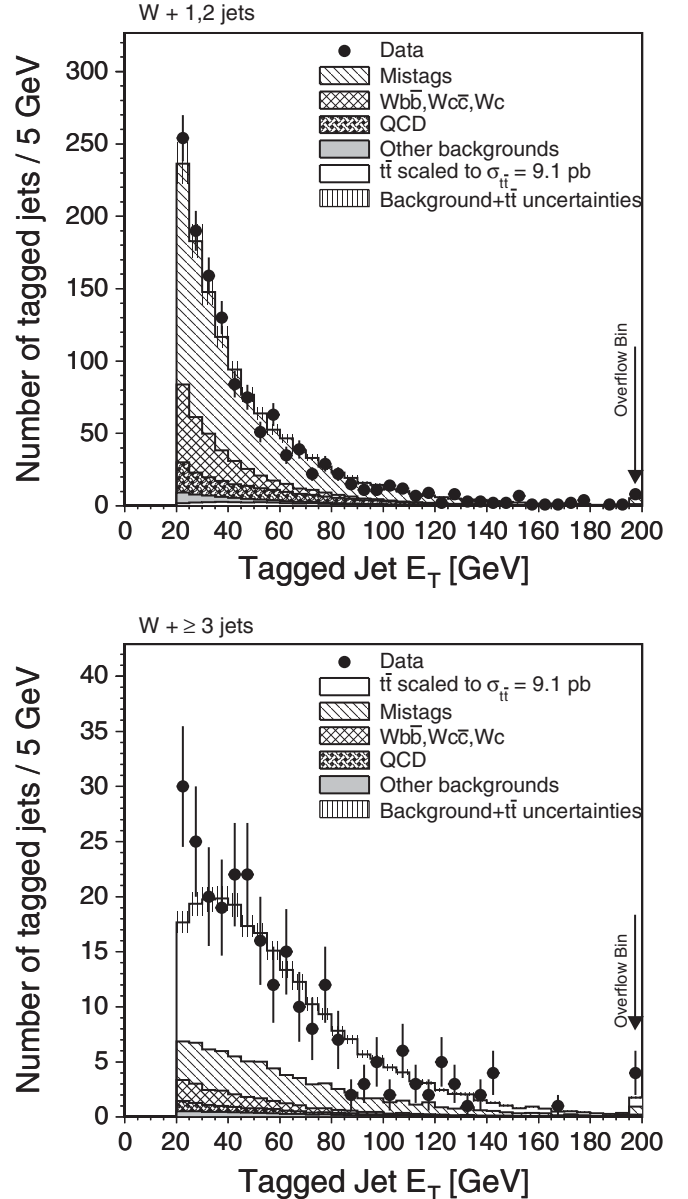 W + 1,2 jets
Number of tagged jets / 5 GeV
300
250
200
150
100
50
0
Data
Mistags
Wbb̄,Wcc̄,Wc
QCD
Other backgrounds
tt̄ scaled to σtt̄ = 9.1 pb
Background+tt̄ uncertainties
Overflow Bin
0 20 40 60 80 100 120 140 160 180 200
Tagged Jet ET [GeV]
W + ≥ 3 jets
Number of tagged jets / 5 GeV
40
35
30
25
20
15
10
5
0
Data
tt̄ scaled to σtt̄ = 9.1 pb
Mistags
Wbb̄,Wcc̄,Wc
QCD
Other backgrounds
Background+tt̄ uncertainties
Overflow Bin
0 20 40 60 80 100 120 140 160 180 200
Tagged Jet ET [GeV]